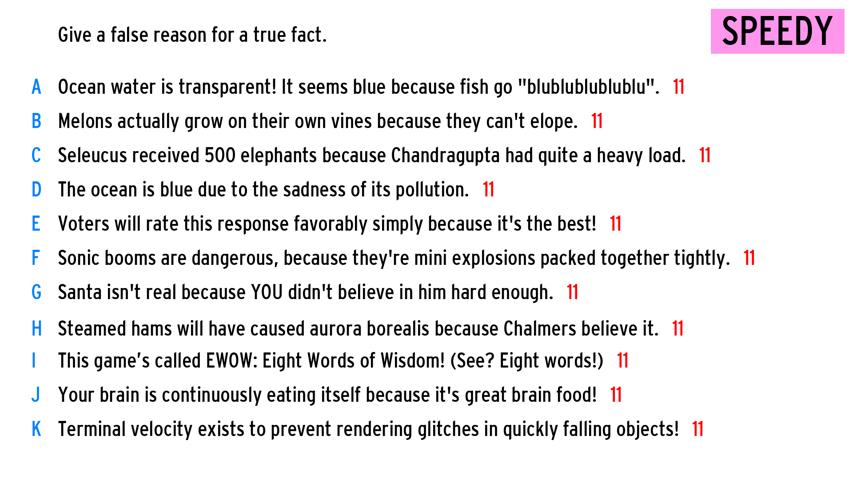 Give a false reason for a true fact.
SPEEDY
A Ocean water is transparent! It seems blue because fish go "blublublublublu". 11
B Melons actually grow on their own vines because they can't elope. 11
C Seleucus received 500 elephants because Chandragupta had quite a heavy load. 11
D The ocean is blue due to the sadness of its pollution. 11
E Voters will rate this response favorably simply because it's the best! 11
F Sonic booms are dangerous, because they're mini explosions packed together tightly. 11
G Santa isn't real because YOU didn't believe in him hard enough. 11
H Steamed hams will have caused aurora borealis because Chalmers believe it. 11
I This game’s called EWOW: Eight Words of Wisdom! (See? Eight words!) 11
J Your brain is continuously eating itself because it's great brain food! 11
K Terminal velocity exists to prevent rendering glitches in quickly falling objects! 11